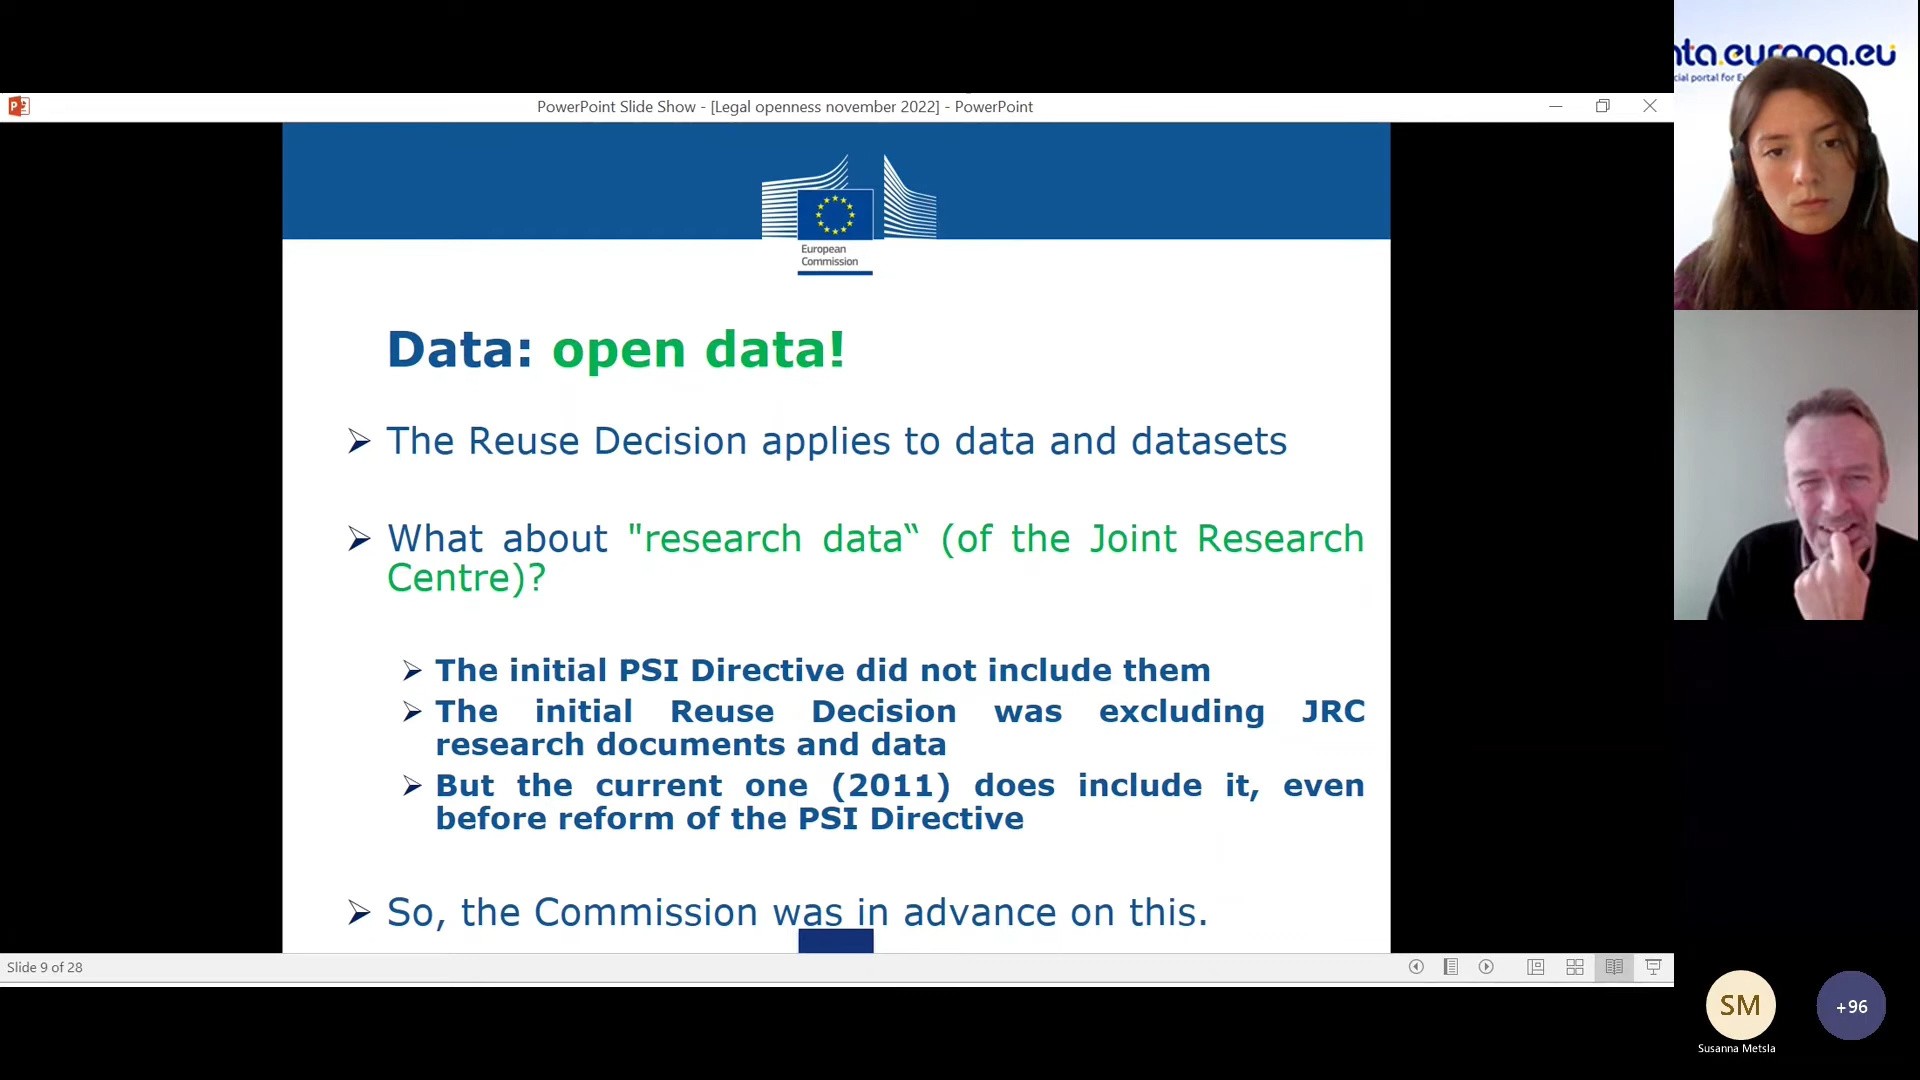 PowerPoint Slide Show - [Legal openness november 2022] - PowerPoint
ta.europa.eu
cial portal for E
European
Commission
Data: open data!
The Reuse Decision applies to data and datasets
What about "research data“ (of the Joint Research
Centre)?
The initial PSI Directive did not include them
The initial Reuse Decision was excluding JRC
research documents and data
But the current one (2011) does include it, even
before reform of the PSI Directive
So, the Commission was in advance on this.
Slide 9 of 28
SM
+96
Susanna Metsla